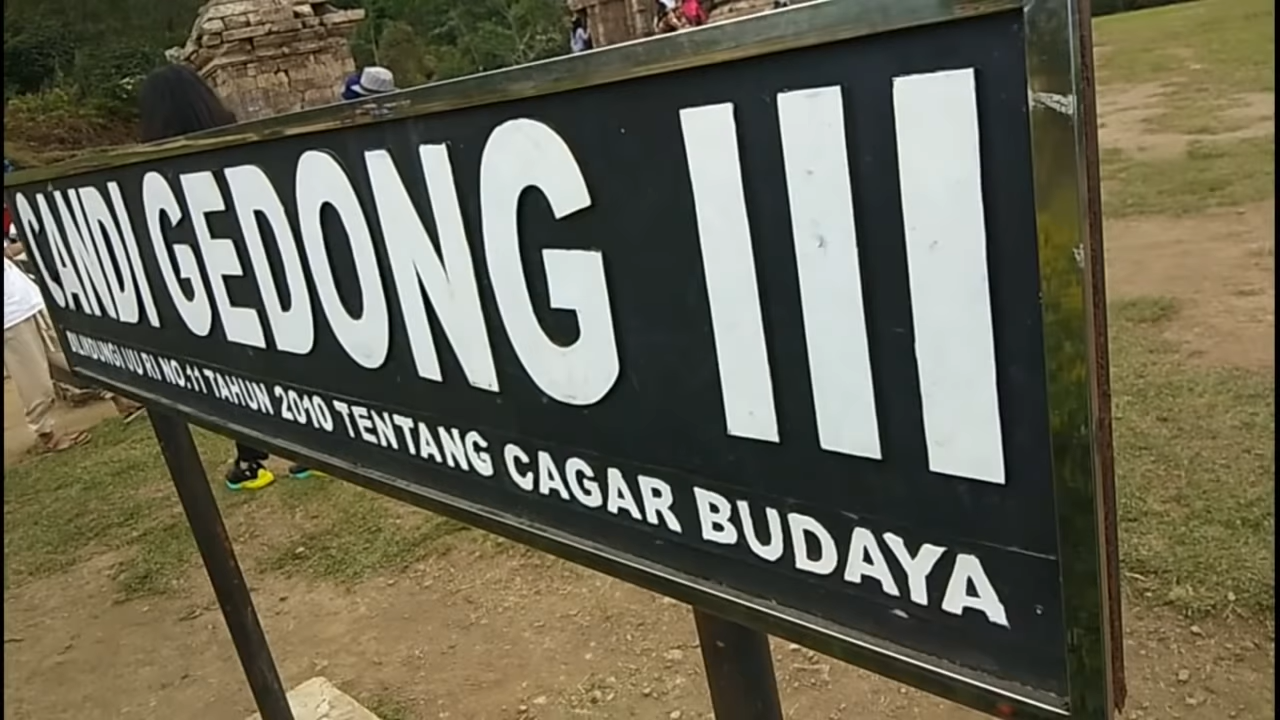 CANDI GEDONG III
DILINDUNGI UU RI NO.11 TAHUN 2010 TENTANG CAGAR BUDAYA